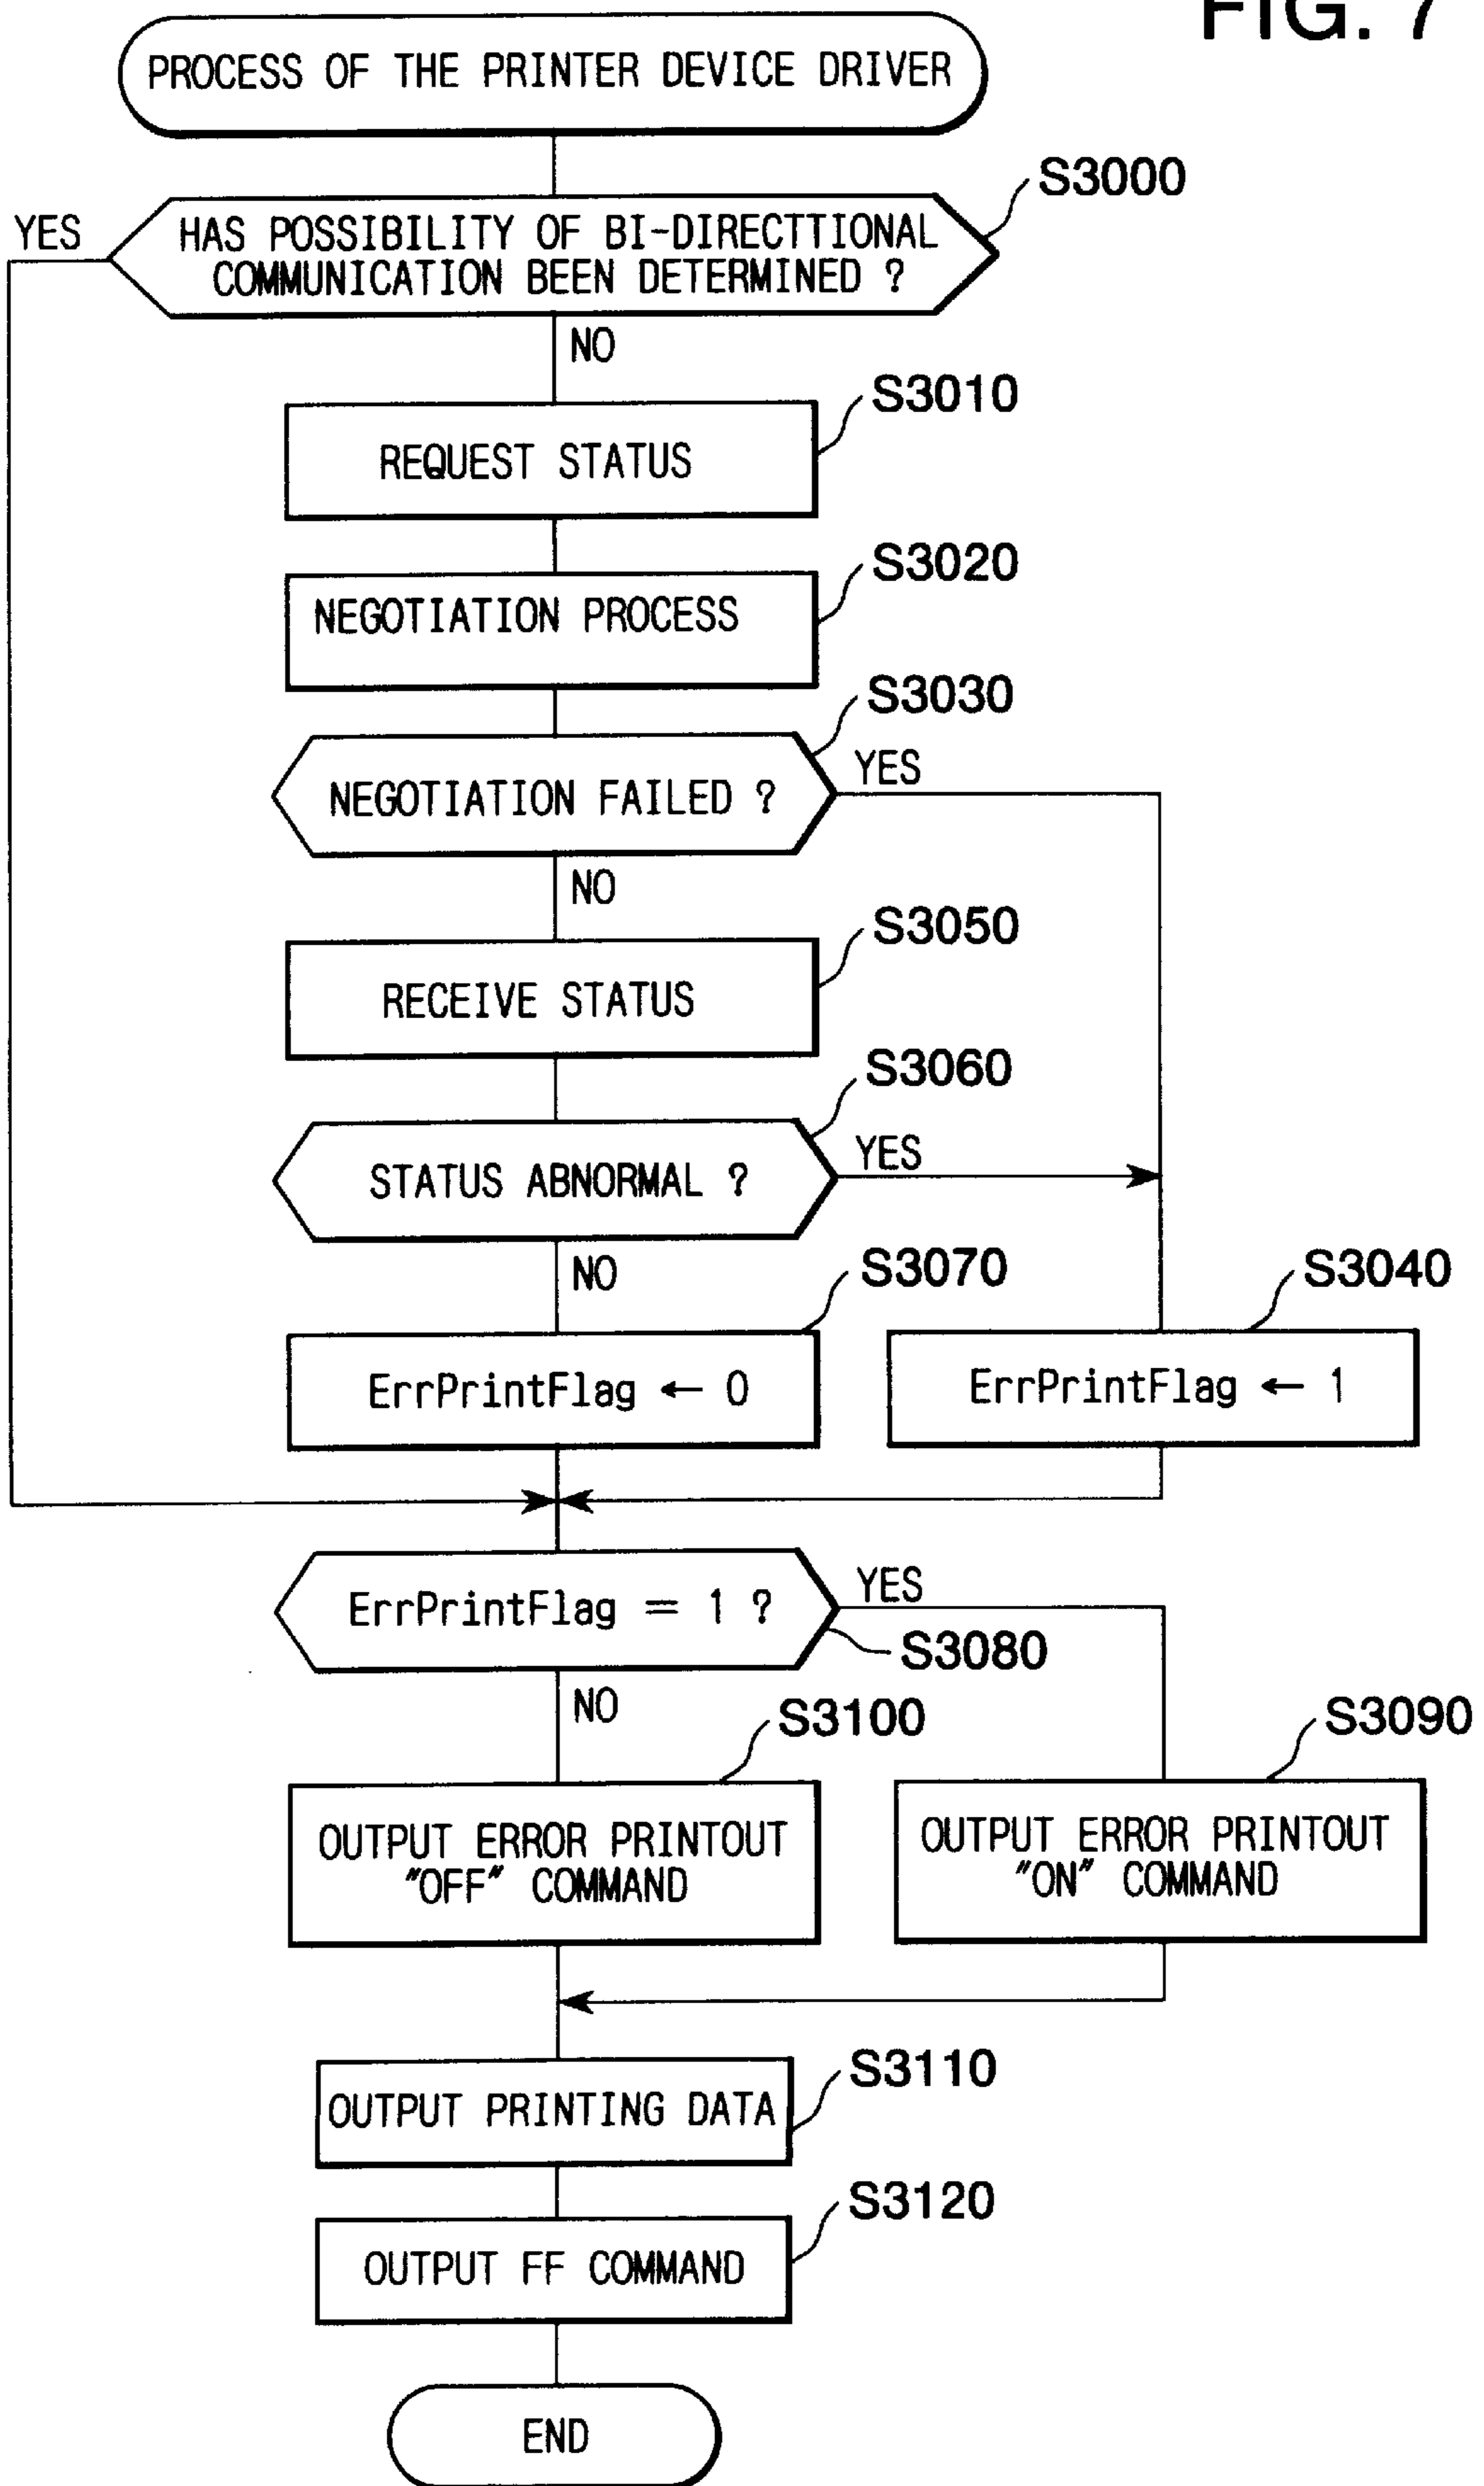 FIG. 7
PROCESS OF THE PRINTER DEVICE DRIVER
S3000
YES
HAS POSSIBILITY OF BI-DIRECTTIONAL
COMMUNICATION BEEN DETERMINED ?
NO
S3010
REQUEST STATUS
S3020
NEGOTIATION PROCESS
S3030
NEGOTIATION FAILED ?
YES
NO
S3050
RECEIVE STATUS
S3060
STATUS ABNORMAL ?
YES
NO
S3070
S3040
ErrPrintFlag ← 0
ErrPrintFlag ← 1
ErrPrintFlag = 1 ?
YES
S3080
NO
S3100
S3090
OUTPUT ERROR PRINTOUT
"OFF" COMMAND
OUTPUT ERROR PRINTOUT
"ON" COMMAND
S3110
OUTPUT PRINTING DATA
S3120
OUTPUT FF COMMAND
END